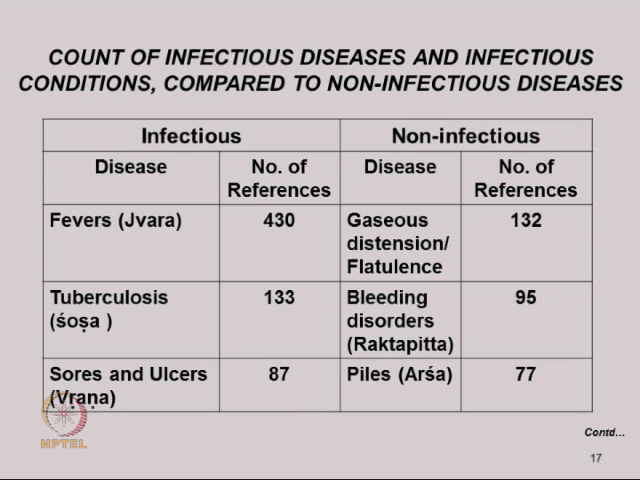 COUNT OF INFECTIOUS DISEASES AND INFECTIOUS
CONDITIONS, COMPARED TO NON-INFECTIOUS DISEASES
Infectious Non-infectious
Disease No. of References Disease No. of References
Fevers (Jvara) 430 Gaseous distension/ Flatulence 132
Tuberculosis (śoṣa ) 133 Bleeding disorders (Raktapitta) 95
Sores and Ulcers (Vṛaṇa) 87 Piles (Arśa) 77
NPTEL
Contd…
17